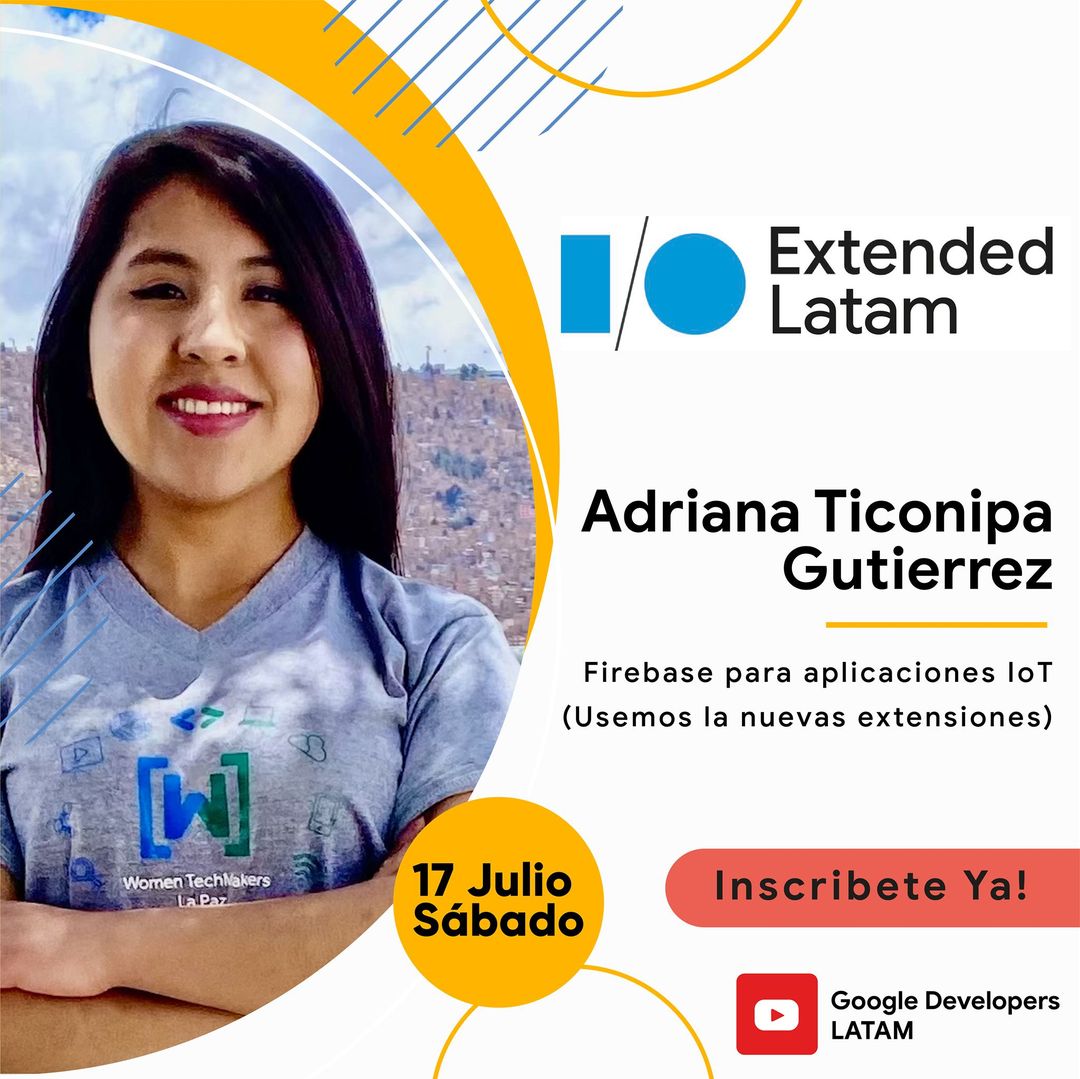 I/O Extended
Latam
Adriana Ticonipa
Gutierrez
Firebase para aplicaciones IoT
(Usemos la nuevas extensiones)
[W]
Women TechMakers
La Paz
17 Julio
Sábado
Inscribete Ya!
Google Developers
LATAM